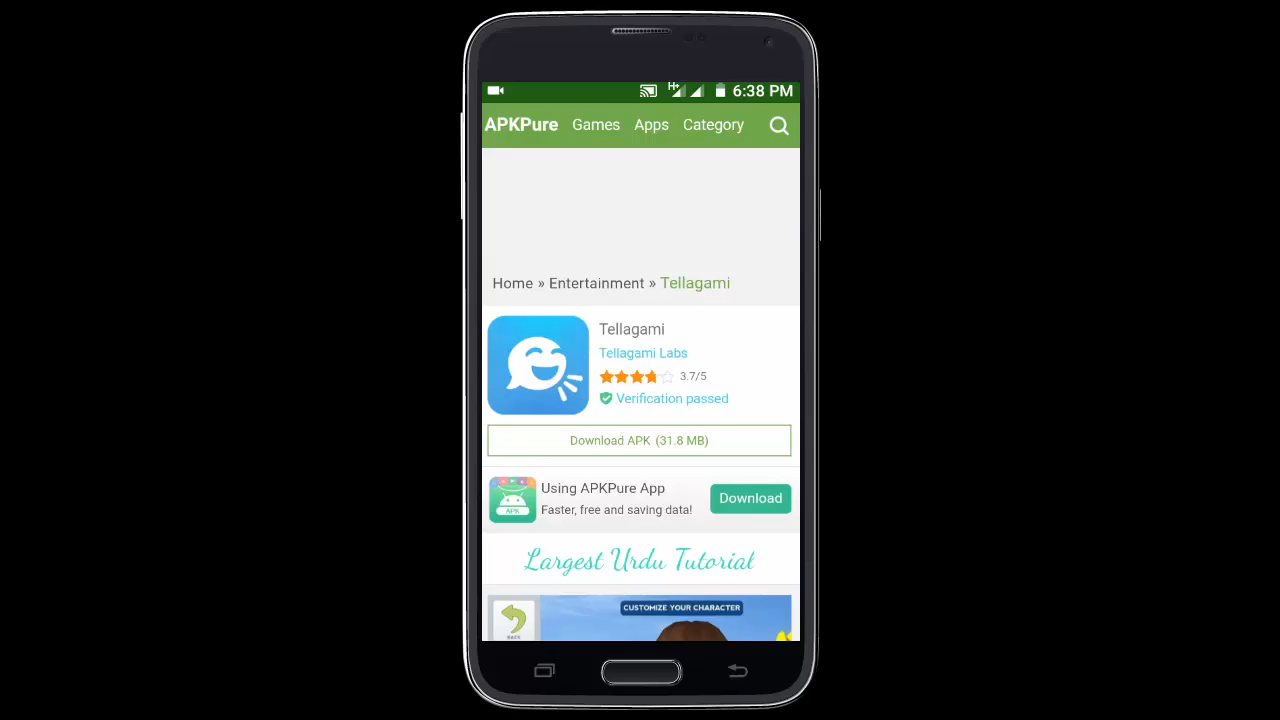 H+ 6:38 PM
APKPure Games Apps Category
Home » Entertainment » Tellagami
Tellagami
Tellagami Labs
3.7/5
Verification passed
Download APK (31.8 MB)
Using APKPure App
Faster, free and saving data!
Download
APK
Largest Urdu Tutorial
CUSTOMIZE YOUR CHARACTER
BACK